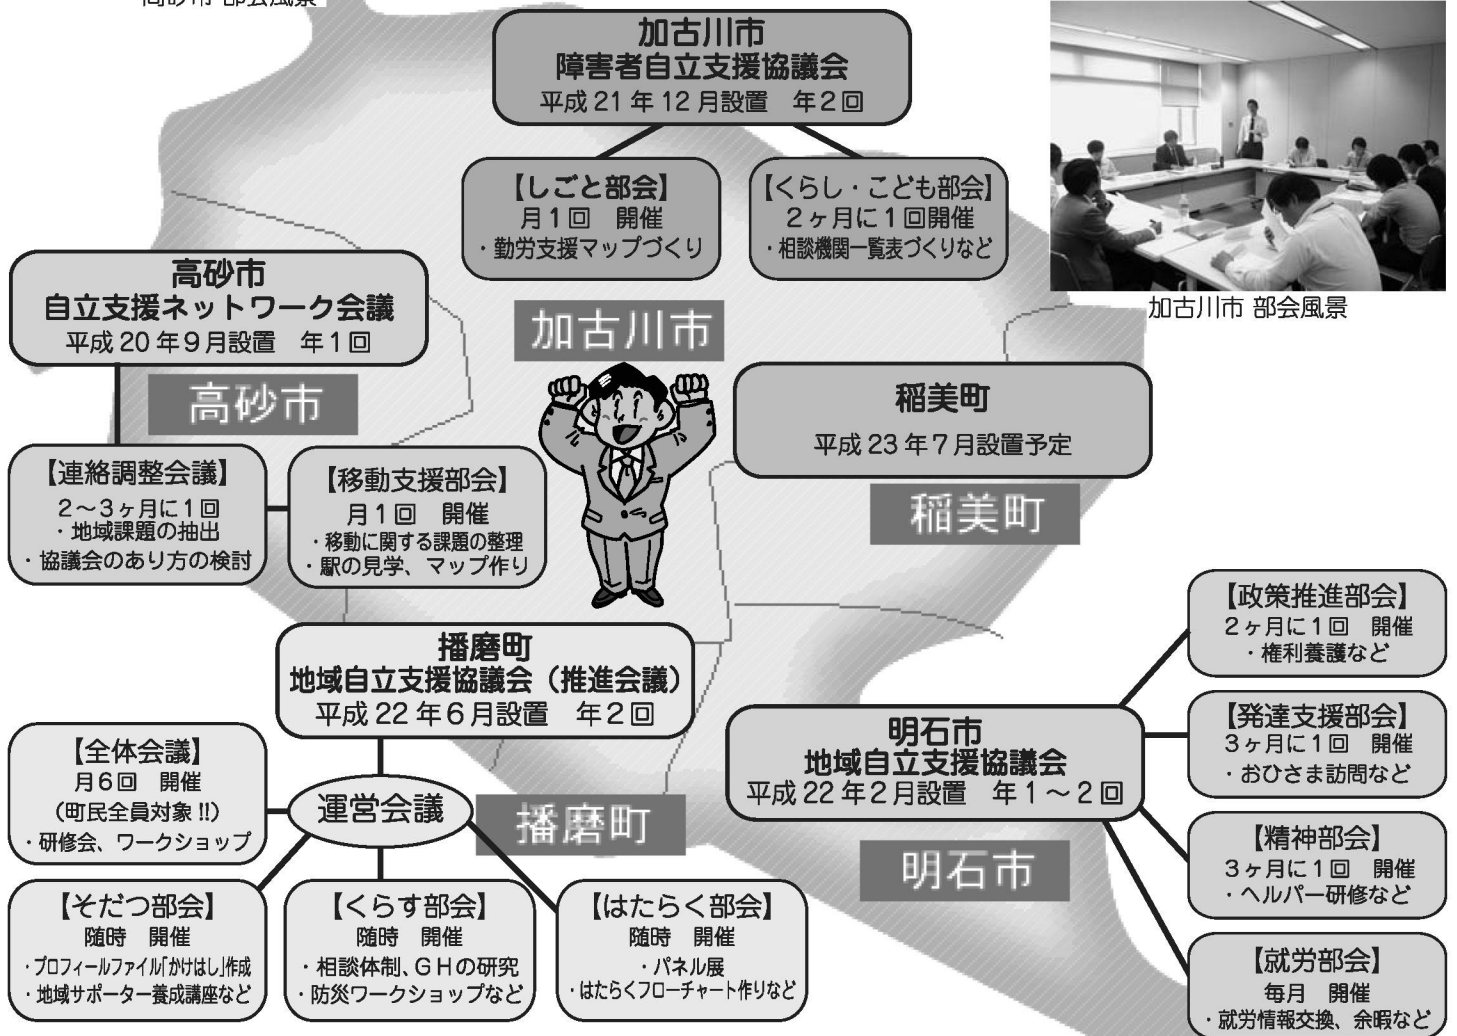 高砂市 部会風景
加古川市
障害者自立支援協議会
平成21年12月設置　年2回
【しごと部会】
月1回　開催
・勤労支援マップづくり
【くらし・こども部会】
2ヶ月に1回開催
・相談機関一覧表づくりなど
加古川市 部会風景
高砂市
自立支援ネットワーク会議
平成20年9月設置　年1回
加古川市
高砂市
稲美町
平成23年7月設置予定
稲美町
【連絡調整会議】
2〜3ヶ月に1回
・地域課題の抽出
・協議会のあり方の検討
【移動支援部会】
月1回　開催
・移動に関する課題の整理
・駅の見学、マップ作り
播磨町
地域自立支援協議会（推進会議）
平成22年6月設置　年2回
【全体会議】
月6回　開催
（町民全員対象!!）
・研修会、ワークショップ
運営会議
播磨町
【そだつ部会】
随時　開催
・プロフィールファイル「かけはし」作成
・地域サポーター養成講座など
【くらす部会】
随時　開催
・相談体制、GHの研究
・防災ワークショップなど
【はたらく部会】
随時　開催
・パネル展
・はたらくフローチャート作りなど
明石市
地域自立支援協議会
平成22年2月設置　年1〜2回
明石市
【政策推進部会】
2ヶ月に1回　開催
・権利養護など
【発達支援部会】
3ヶ月に1回　開催
・おひさま訪問など
【精神部会】
3ヶ月に1回　開催
・ヘルパー研修など
【就労部会】
毎月　開催
・就労情報交換、余暇など